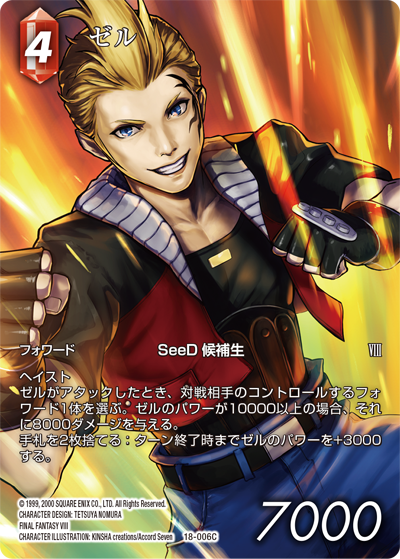 4
ゼル
フォワード SeeD 候補生 VIII
ヘイスト
ゼルがアタックしたとき、対戦相手のコントロールするフォ
ワード1体を選ぶ。ゼルのパワーが10000以上の場合、それ
に8000ダメージを与える。
手札を2枚捨てる：ターン終了時までゼルのパワーを+3000
する。
© 1999, 2000 SQUARE ENIX CO., LTD. All Rights Reserved.
CHARACTER DESIGN: TETSUYA NOMURA
FINAL FANTASY VIII
CHARACTER ILLUSTRATION: KINSHA creations/Accord Seven
18-006C
7000